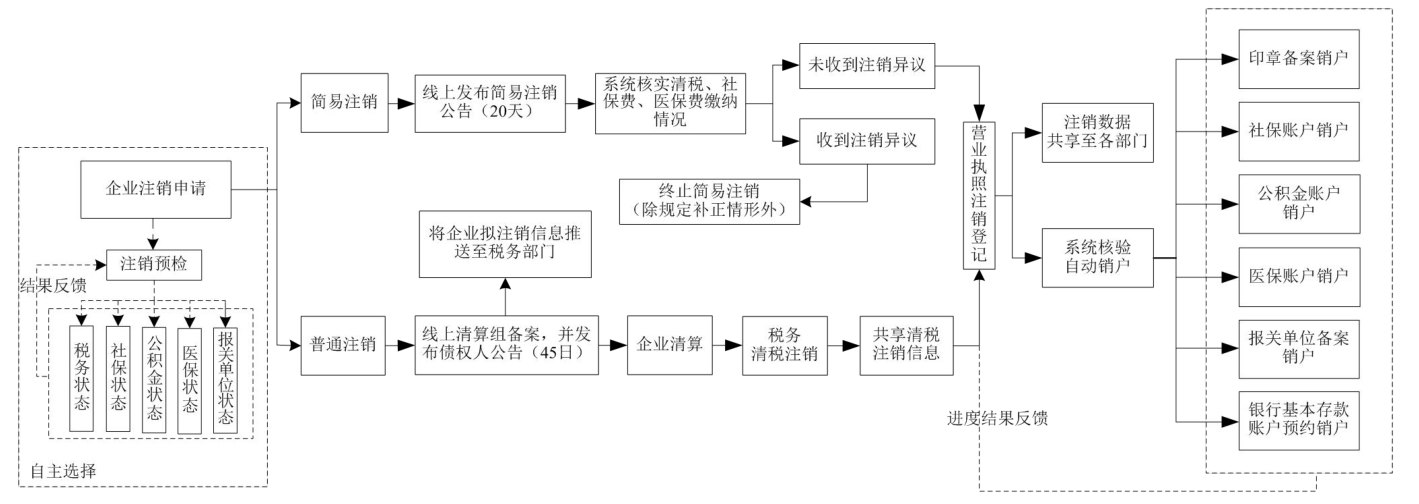 企业注销申请
注销预检
结果反馈
税务状态
社保状态
公积金状态
医保状态
报关单位状态
自主选择
简易注销
线上发布简易注销
公告（20天）
系统核实清税、社
保费、医保费缴纳
情况
未收到注销异议
收到注销异议
终止简易注销
（除规定补正情形外）
将企业拟注销信息推
送至税务部门
普通注销
线上清算组备案，并发
布债权人公告（45日）
企业清算
税务
清税注销
共享清税
注销信息
营业执照注销登记
进度结果反馈
注销数据
共享至各部门
系统核验
自动销户
印章备案销户
社保账户销户
公积金账户
销户
医保账户销户
报关单位备案
销户
银行基本存款
账户预约销户